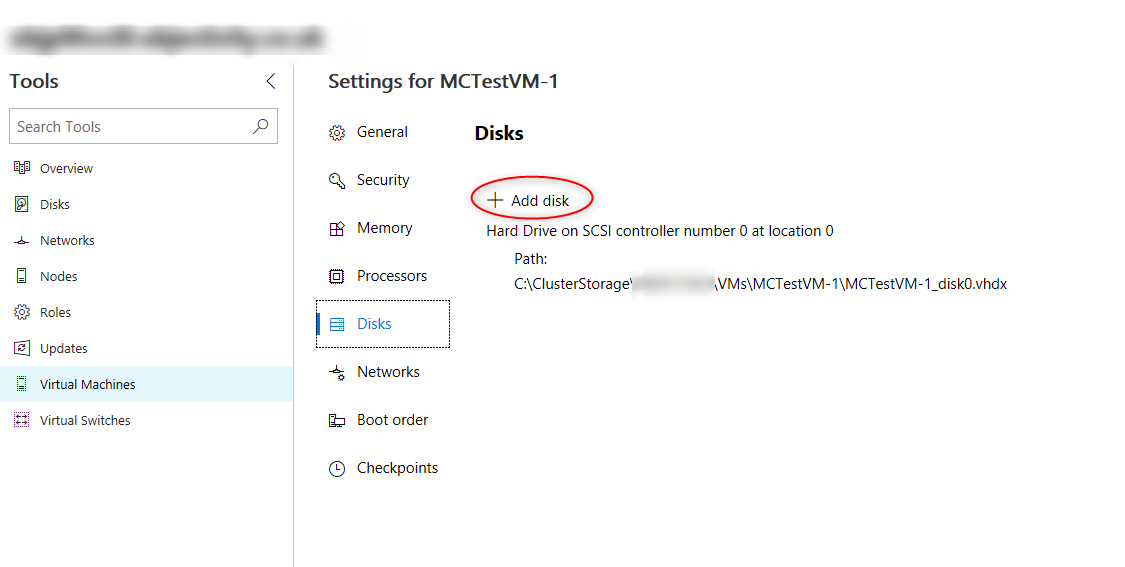 Tools
Search Tools
Overview
Disks
Networks
Nodes
Roles
Updates
Virtual Machines
Virtual Switches
Settings for MCTestVM-1
General
Security
Memory
Processors
Disks
Networks
Boot order
Checkpoints
Disks
Add disk
Hard Drive on SCSI controller number 0 at location 0
Path:
C:\ClusterStorage\ \VMs\MCTestVM-1\MCTestVM-1_disk0.vhdx